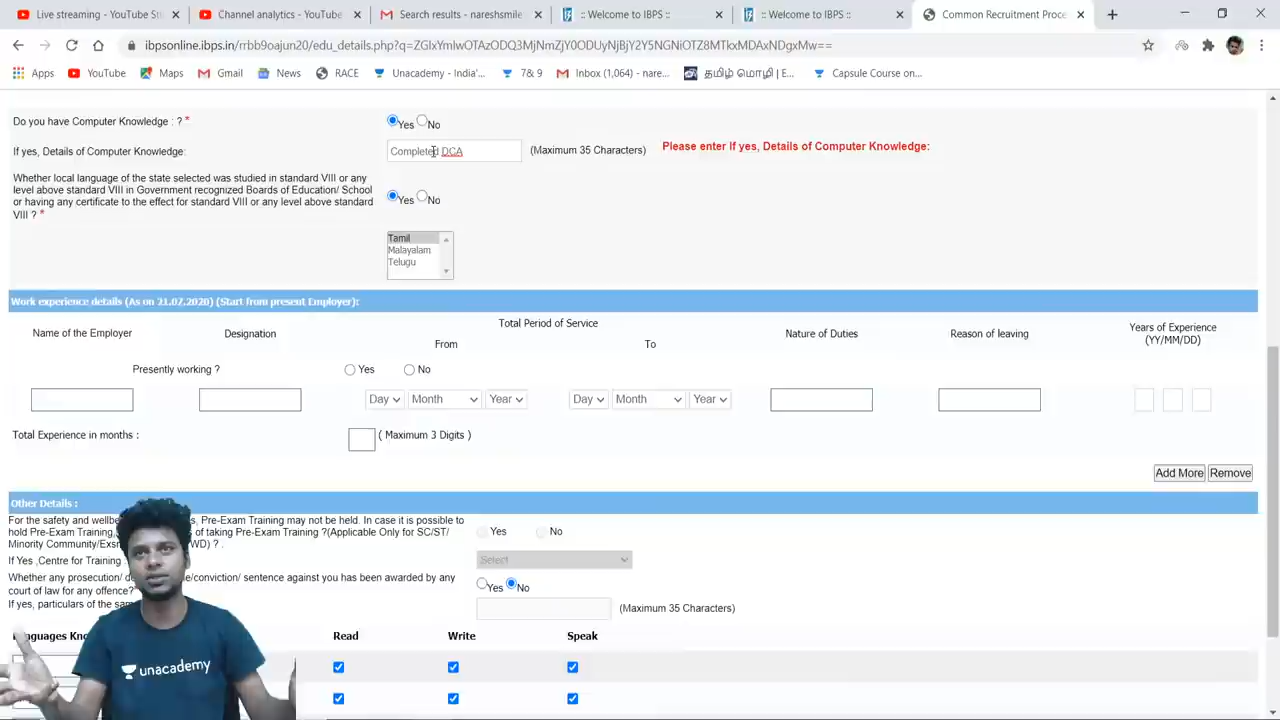 Live streaming - YouTube St
Channel analytics - YouTube
Search results - nareshsmile
:: Welcome to IBPS ::
:: Welcome to IBPS ::
Common Recruitment Proce
Apps
YouTube
Maps
Gmail
News
RACE
Unacademy - India'...
7& 9
Inbox (1,064) - nare...
தமிழ் மொழி | E...
Capsule Course on...
Do you have Computer Knowledge : ? *
Yes No
If yes, Details of Computer Knowledge:
Completed DCA
(Maximum 35 Characters)
Please enter If yes, Details of Computer Knowledge:
Whether local language of the state selected was studied in standard VIII or any
level above standard VIII in Government recognized Boards of Education/ School
or having any certificate to the effect for standard VIII or any level above standard
VIII ? *
Yes No
Tamil
Malayalam
Telugu
Work experience details (As on 21.07.2020) (Start from present Employer):
Name of the Employer
Designation
Total Period of Service
From
To
Nature of Duties
Reason of leaving
Years of Experience
(YY/MM/DD)
Presently working ?
Yes
No
Day Month Year
Day Month Year
Total Experience in months :
( Maximum 3 Digits )
Add More Remove
Other Details :
For the safety and wellbe
s, Pre-Exam Training may not be held. In case it is possible to
hold Pre-Exam Training,
of taking Pre-Exam Training ?(Applicable Only for SC/ST/
Minority Community/Exsr
WD) ? .
Yes
No
If Yes ,Centre for Training
Select
Whether any prosecution/ de
/conviction/ sentence against you has been awarded by any
court of law for any offence?*
Yes No
If yes, particulars of the sam
(Maximum 35 Characters)
Languages Kn
Read
Write
Speak
unacademy